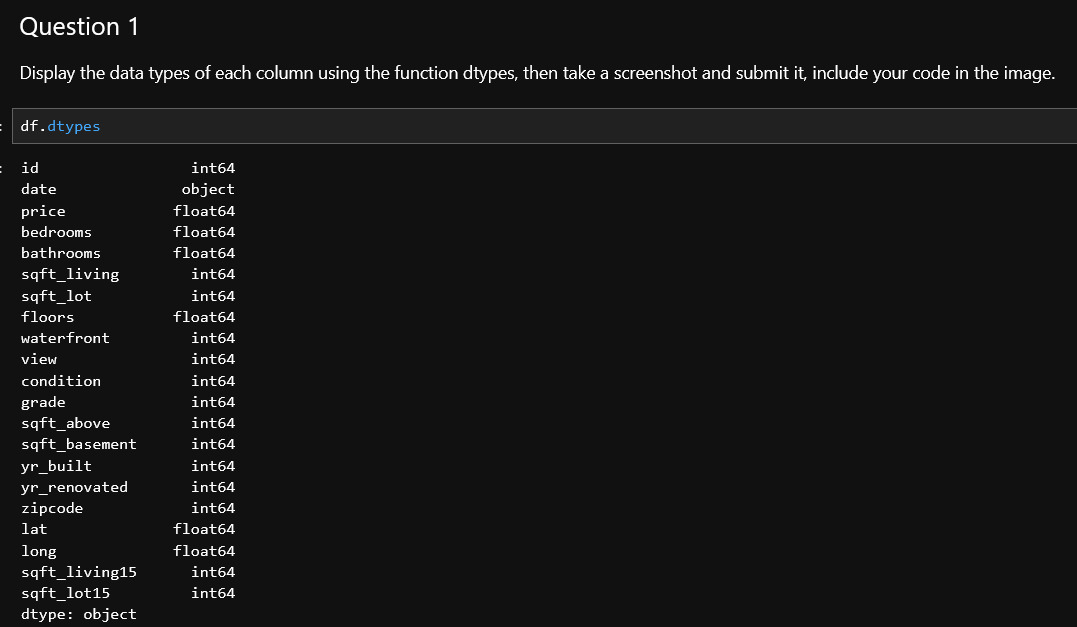 Question 1
Display the data types of each column using the function dtypes, then take a screenshot and submit it, include your code in the image.
: df.dtypes
: id int64
date object
price float64
bedrooms float64
bathrooms float64
sqft_living int64
sqft_lot int64
floors float64
waterfront int64
view int64
condition int64
grade int64
sqft_above int64
sqft_basement int64
yr_built int64
yr_renovated int64
zipcode int64
lat float64
long float64
sqft_living15 int64
sqft_lot15 int64
dtype: object